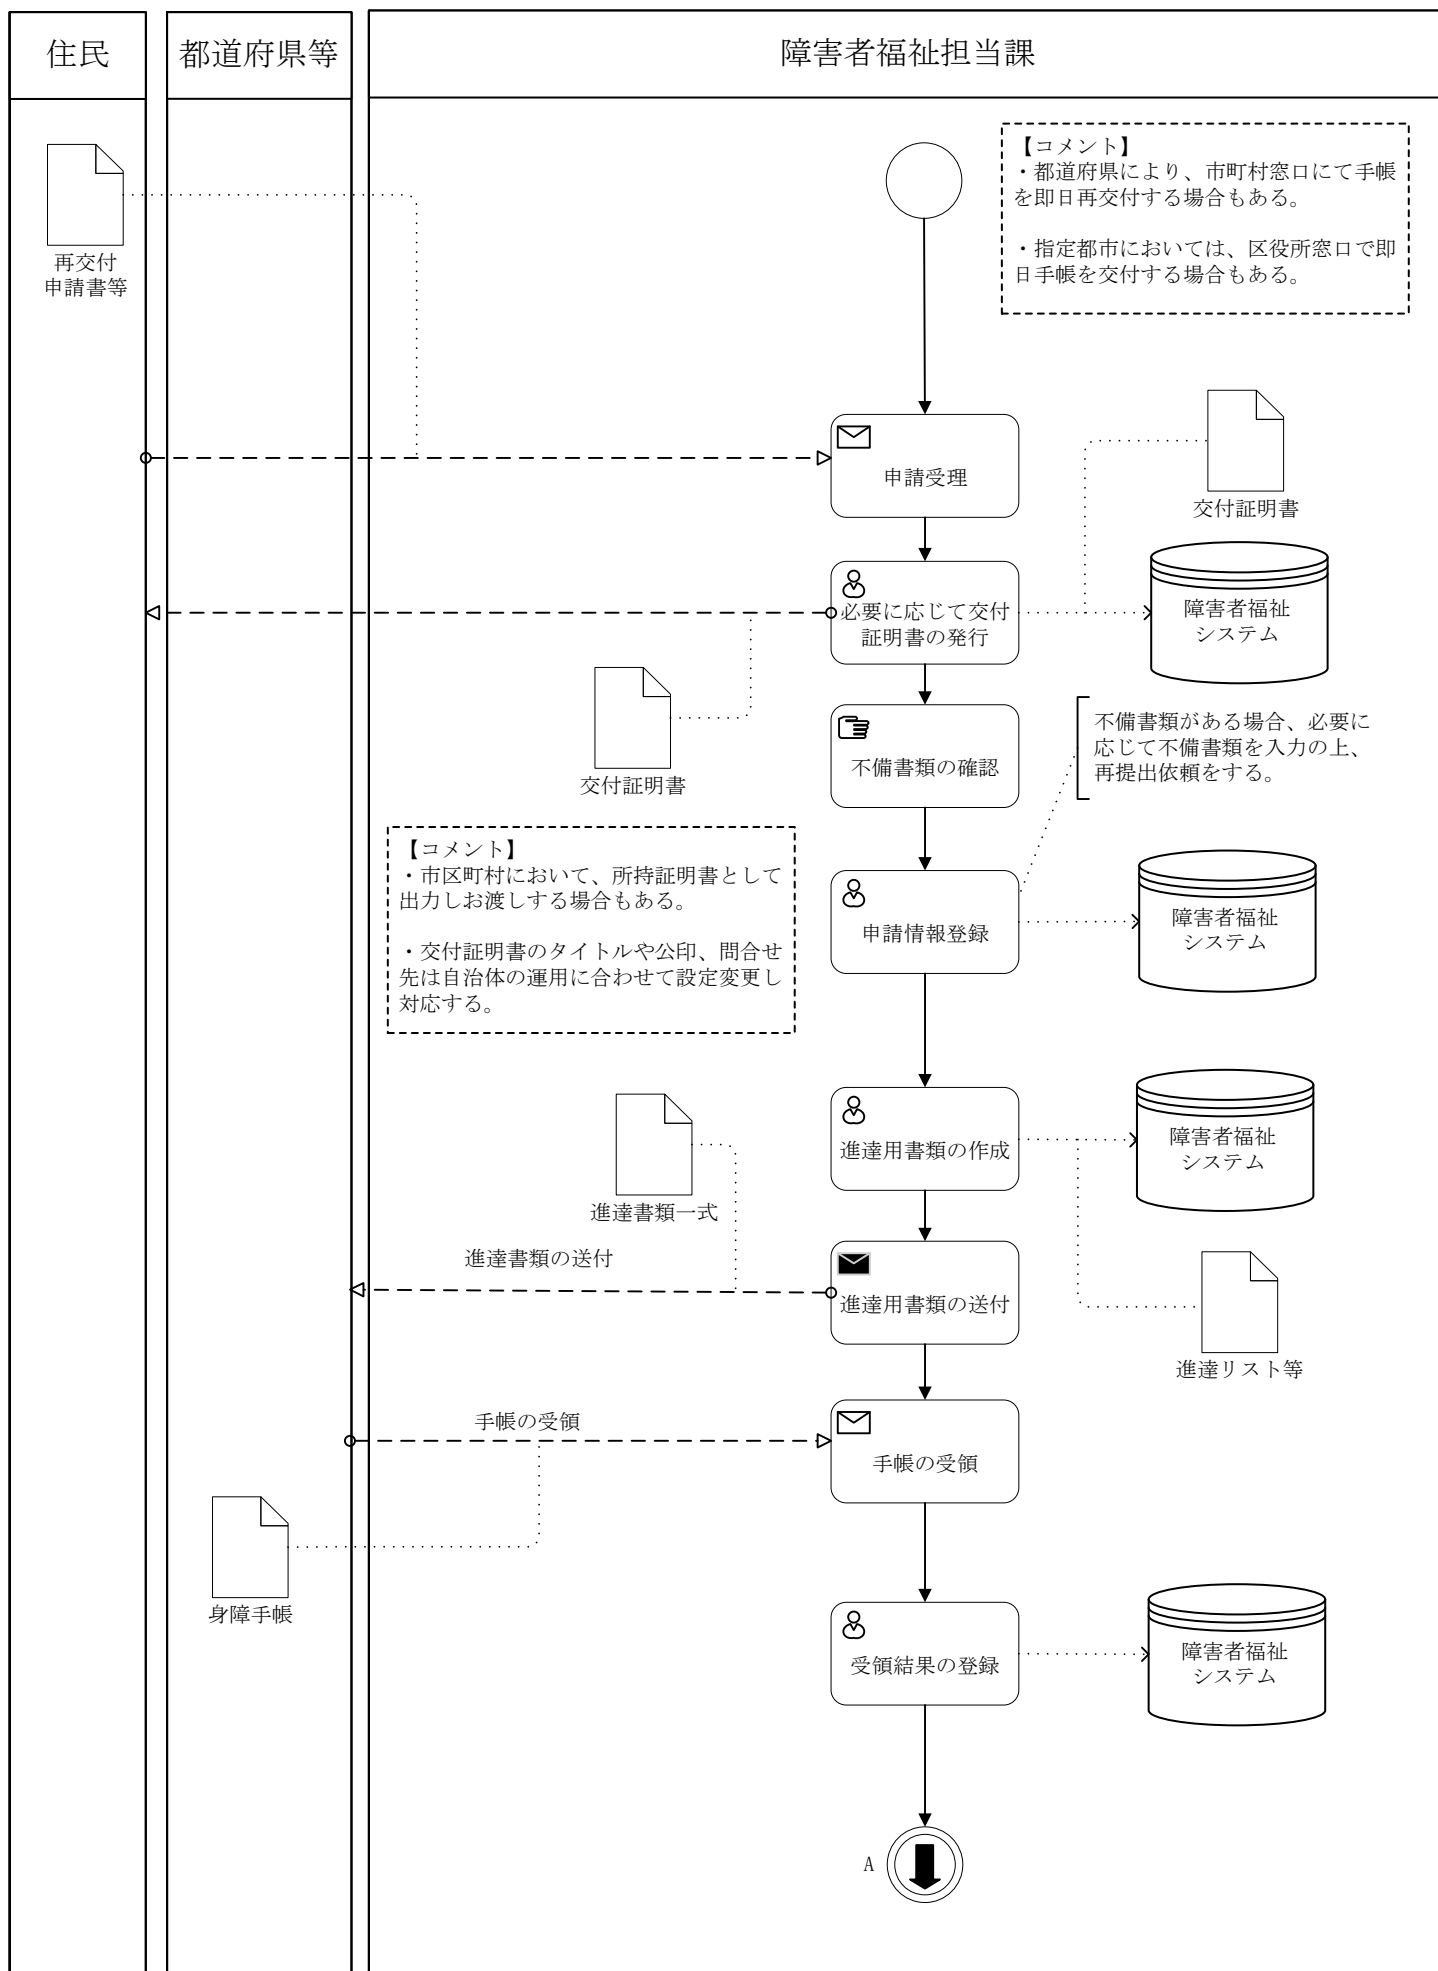 住民
都道府県等
障害者福祉担当課
【コメント】
・都道府県により、市町村窓口にて手帳
を即日再交付する場合もある。
・指定都市においては、区役所窓口で即
日手帳を交付する場合もある。
再交付
申請書等
申請受理
交付証明書
必要に応じて交付
証明書の発行
障害者福祉
システム
交付証明書
不備書類の確認
不備書類がある場合、必要に
応じて不備書類を入力の上、
再提出依頼をする。
【コメント】
・市区町村において、所持証明書として
出力しお渡しする場合もある。
・交付証明書のタイトルや公印、問合せ
先は自治体の運用に合わせて設定変更し
対応する。
申請情報登録
障害者福祉
システム
進達用書類の作成
障害者福祉
システム
進達書類一式
進達書類の送付
進達用書類の送付
進達リスト等
手帳の受領
手帳の受領
身障手帳
受領結果の登録
障害者福祉
システム
A